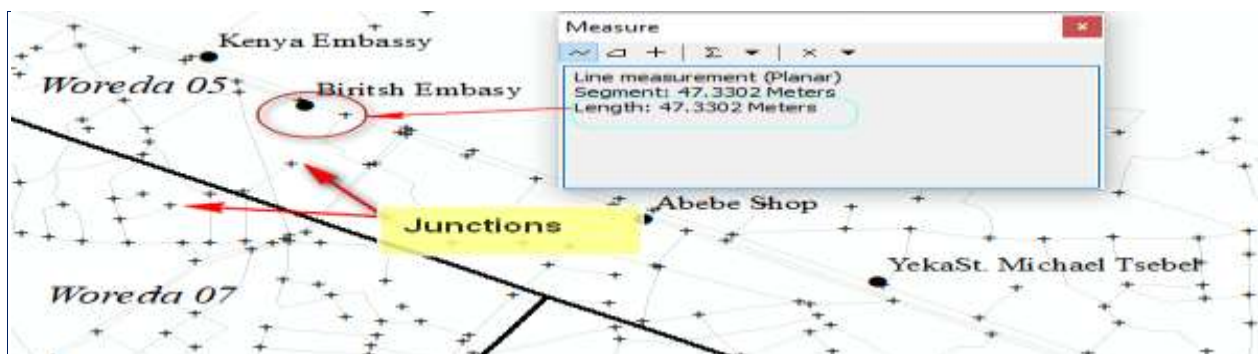 Kenya Embassy
Woreda 05
Biritsh Embasy
Measure
Line measurement (Planar)
Segment: 47.3302 Meters
Length: 47.3302 Meters
Abebe Shop
Junctions
YekaSt. Michael Tsebel
Woreda 07